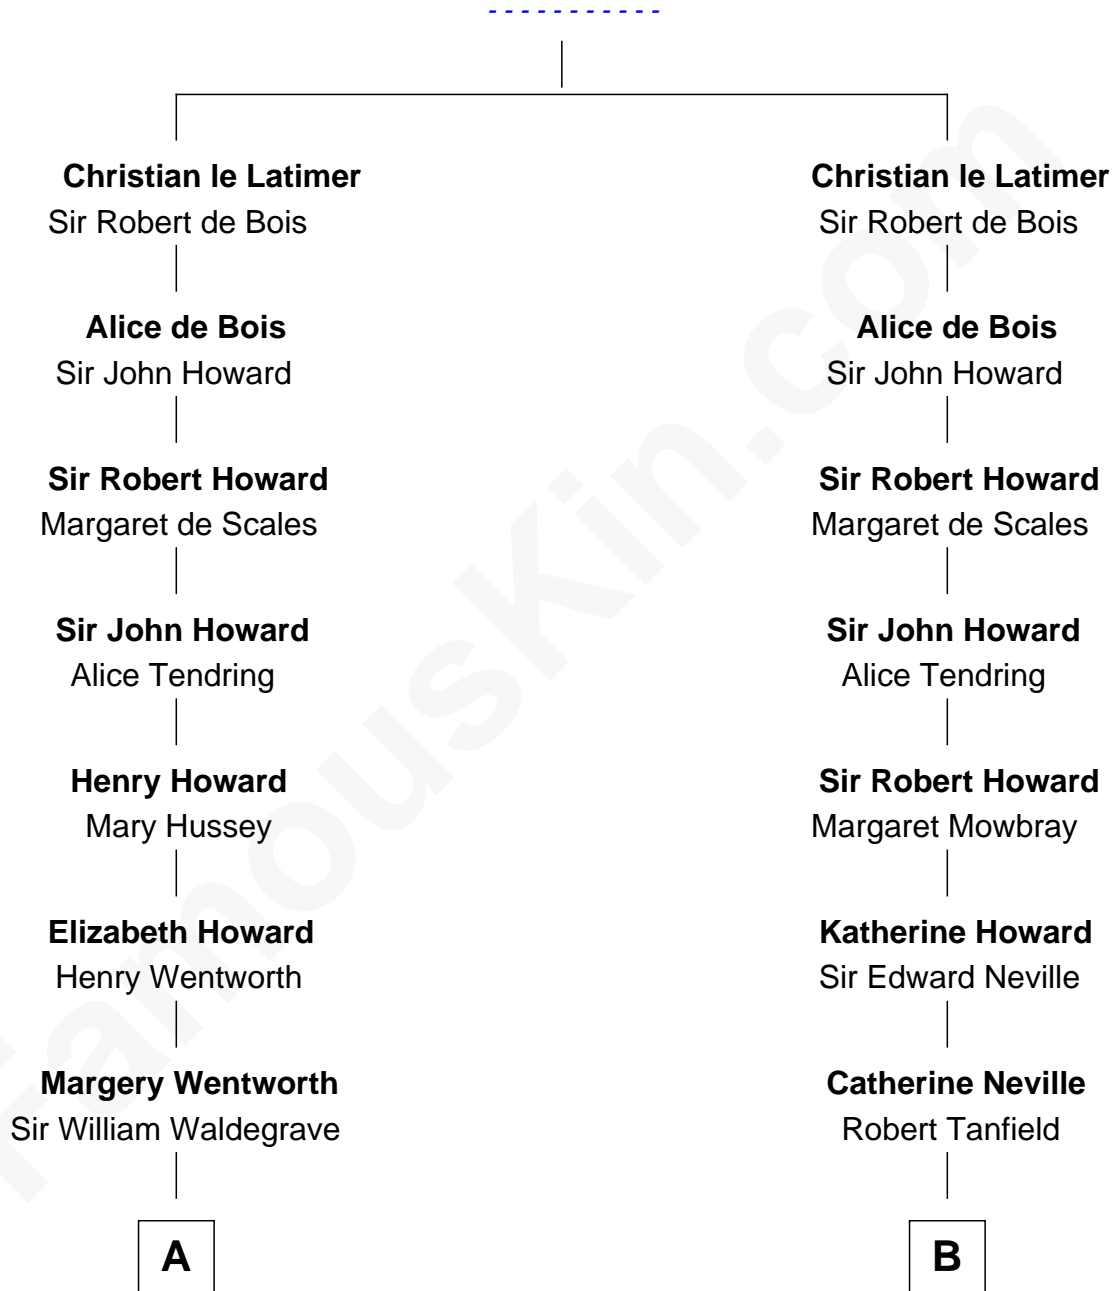 - - - - - - - - - - -
Christian le Latimer
Sir Robert de Bois
Alice de Bois
Sir John Howard
Sir Robert Howard
Margaret de Scales
Sir John Howard
Alice Tendring
Henry Howard
Mary Hussey
Elizabeth Howard
Henry Wentworth
Margery Wentworth
Sir William Waldegrave
A
Christian le Latimer
Sir Robert de Bois
Alice de Bois
Sir John Howard
Sir Robert Howard
Margaret de Scales
Sir John Howard
Alice Tendring
Sir Robert Howard
Margaret Mowbray
Katherine Howard
Sir Edward Neville
Catherine Neville
Robert Tanfield
B
FamousKin.com